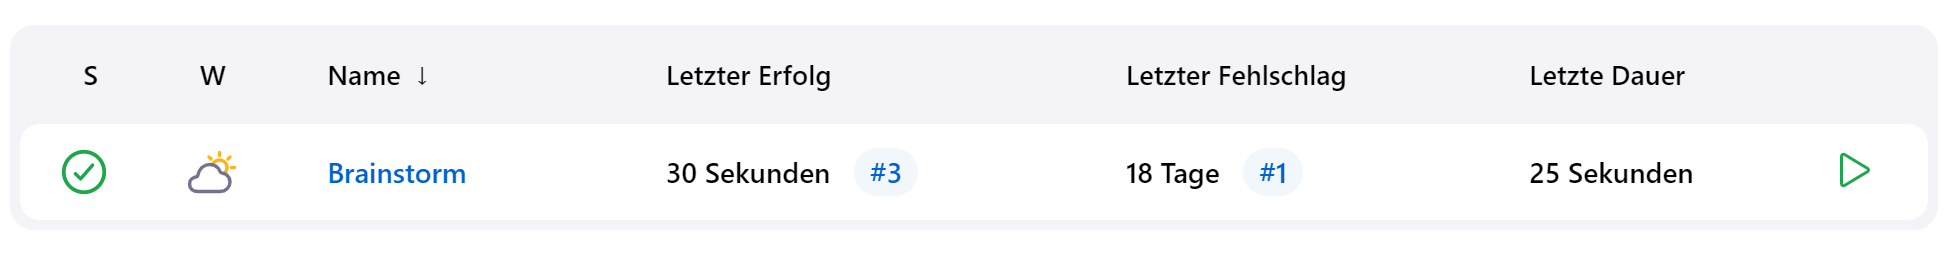 S W Name ↓ Letzter Erfolg Letzter Fehlschlag Letzte Dauer
Brainstorm 30 Sekunden #3 18 Tage #1 25 Sekunden